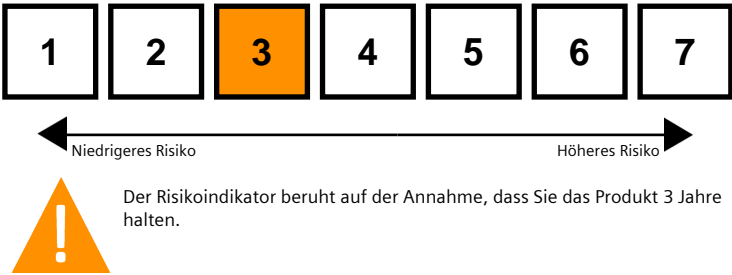 1 2 3 4 5 6 7
Niedrigeres Risiko Höheres Risiko
Der Risikoindikator beruht auf der Annahme, dass Sie das Produkt 3 Jahre
halten.
!